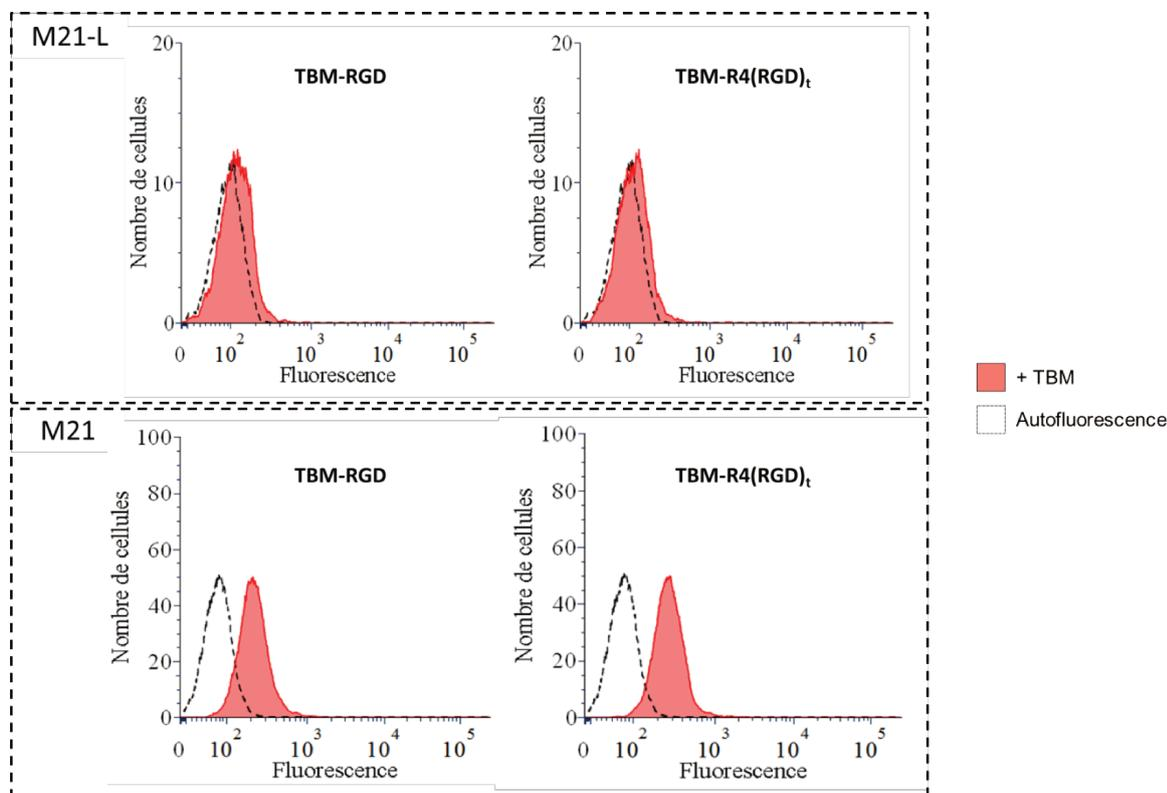 M21-L
TBM-RGD
20
10
0
Nombre de cellules
0 10^2 10^3 10^4 10^5
Fluorescence
TBM-R4(RGD)t
20
10
0
Nombre de cellules
0 10^2 10^3 10^4 10^5
Fluorescence
M21
TBM-RGD
100
80
60
40
20
0
Nombre de cellules
0 10^2 10^3 10^4 10^5
Fluorescence
TBM-R4(RGD)t
100
80
60
40
20
0
Nombre de cellules
0 10^2 10^3 10^4 10^5
Fluorescence
+ TBM
Autofluorescence